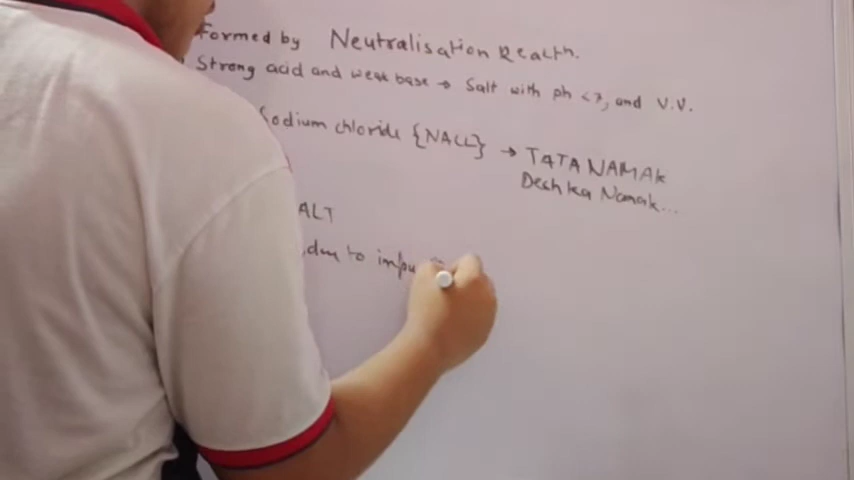 Formed by Neutralisation Reactn.
Strong acid and weak base → Salt with ph <7, and V.V.
Sodium chloride {NACL} → TATA NAMAK
Desh ka Namak...
ALT
, due to impu